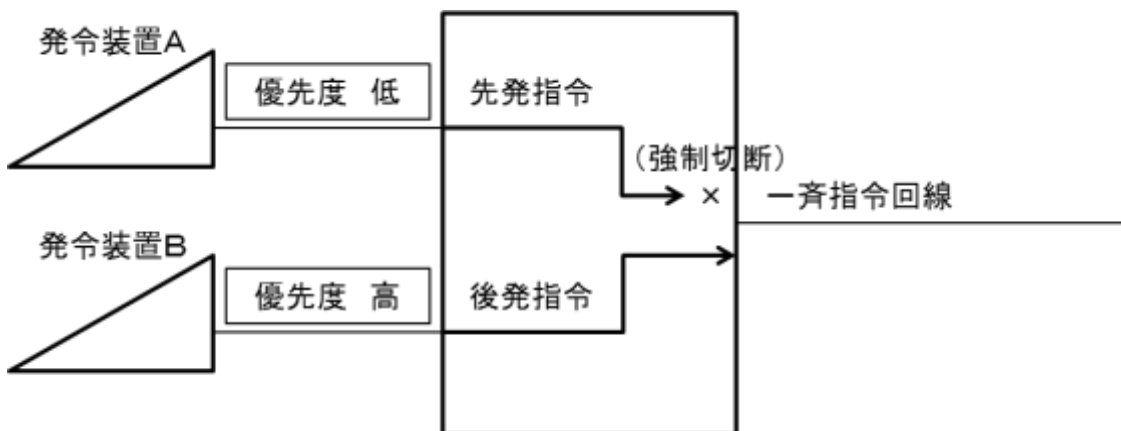 発令装置A
優先度 低
先発指令
(強制切断)
×
一斉指令回線
発令装置B
優先度 高
後発指令